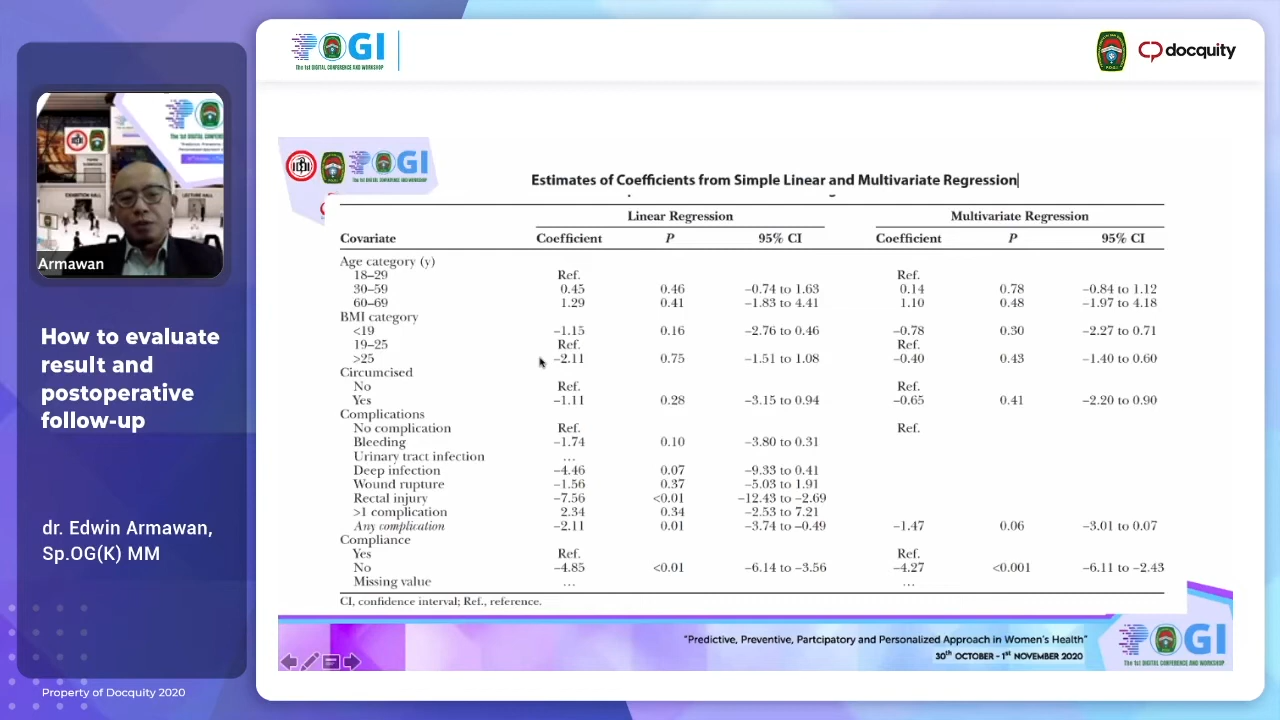 POGI
The 1st DIGITAL CONFERENCE AND WORKSHOP
docquity
Armawan
How to evaluate
result and
postoperative
follow-up
dr. Edwin Armawan,
Sp.OG(K) MM
Property of Docquity 2020
POGI
The 1st DIGITAL CONFERENCE AND WORKSHOP
Estimates of Coefficients from Simple Linear and Multivariate Regression
Linear Regression Multivariate Regression
Covariate Coefficient P 95% CI Coefficient P 95% CI
Age category (y)
18–29 Ref. Ref.
30–59 0.45 0.46 −0.74 to 1.63 0.14 0.78 −0.84 to 1.12
60–69 1.29 0.41 −1.83 to 4.41 1.10 0.48 −1.97 to 4.18
BMI category
<19 −1.15 0.16 −2.76 to 0.46 −0.78 0.30 −2.27 to 0.71
19–25 Ref. Ref.
>25 −2.11 0.75 −1.51 to 1.08 −0.40 0.43 −1.40 to 0.60
Circumcised
No Ref. Ref.
Yes −1.11 0.28 −3.15 to 0.94 −0.65 0.41 −2.20 to 0.90
Complications
No complication Ref. Ref.
Bleeding −1.74 0.10 −3.80 to 0.31
Urinary tract infection …
Deep infection −4.46 0.07 −9.33 to 0.41
Wound rupture −1.56 0.37 −5.03 to 1.91
Rectal injury −7.56 <0.01 −12.43 to −2.69
>1 complication 2.34 0.34 −2.53 to 7.21
Any complication −2.11 0.01 −3.74 to −0.49 −1.47 0.06 −3.01 to 0.07
Compliance
Yes Ref. Ref.
No −4.85 <0.01 −6.14 to −3.56 −4.27 <0.001 −6.11 to −2.43
Missing value … …
CI, confidence interval; Ref., reference.
"Predictive, Preventive, Partcipatory and Personalized Approach in Women's Health"
30th OCTOBER - 1st NOVEMBER 2020
POGI
The 1st DIGITAL CONFERENCE AND WORKSHOP